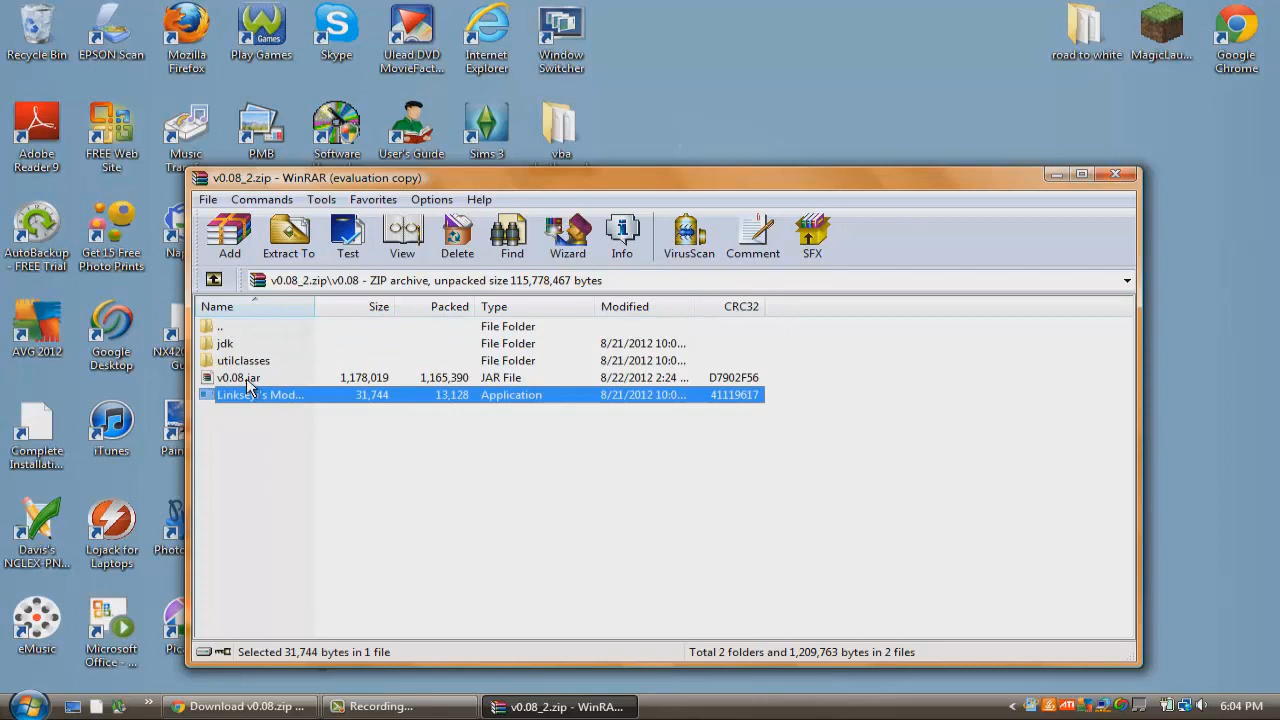 Recycle Bin
EPSON Scan
Mozilla
Firefox
Play Games
Skype
Ulead DVD
MovieFact...
Internet
Explorer
Window
Switcher
road to white
MagicLau...
Google
Chrome
Adobe
Reader 9
FREE Web
Site
Music
PMB
Software
User's Guide
Sims 3
vba
v0.08_2.zip - WinRAR (evaluation copy)
File Commands Tools Favorites Options Help
Add Extract To Test View Delete Find Wizard Info VirusScan Comment SFX
v0.08_2.zip\v0.08 - ZIP archive, unpacked size 115,778,467 bytes
Name Size Packed Type Modified CRC32
.. File Folder
jdk File Folder 8/21/2012 10:0...
utilclasses File Folder 8/21/2012 10:0...
v0.08.jar 1,178,019 1,165,390 JAR File 8/22/2012 2:24 ... D7902F56
Mod... 31,744 13,128 Application 8/21/2012 10:0... 41119617
AutoBackup
- FREE Trial
Get 15 Free
Photo Prints
AVG 2012
Google
Desktop
NX42
Complete
Installati...
iTunes
Davis's
NCLEX-PN...
Lojack for
Laptops
eMusic
Microsoft
Office - ...
Selected 31,744 bytes in 1 file
Total 2 folders and 1,209,763 bytes in 2 files
Download v0.08.zip ...
Recording...
v0.08_2.zip - WinRA...
6:04 PM